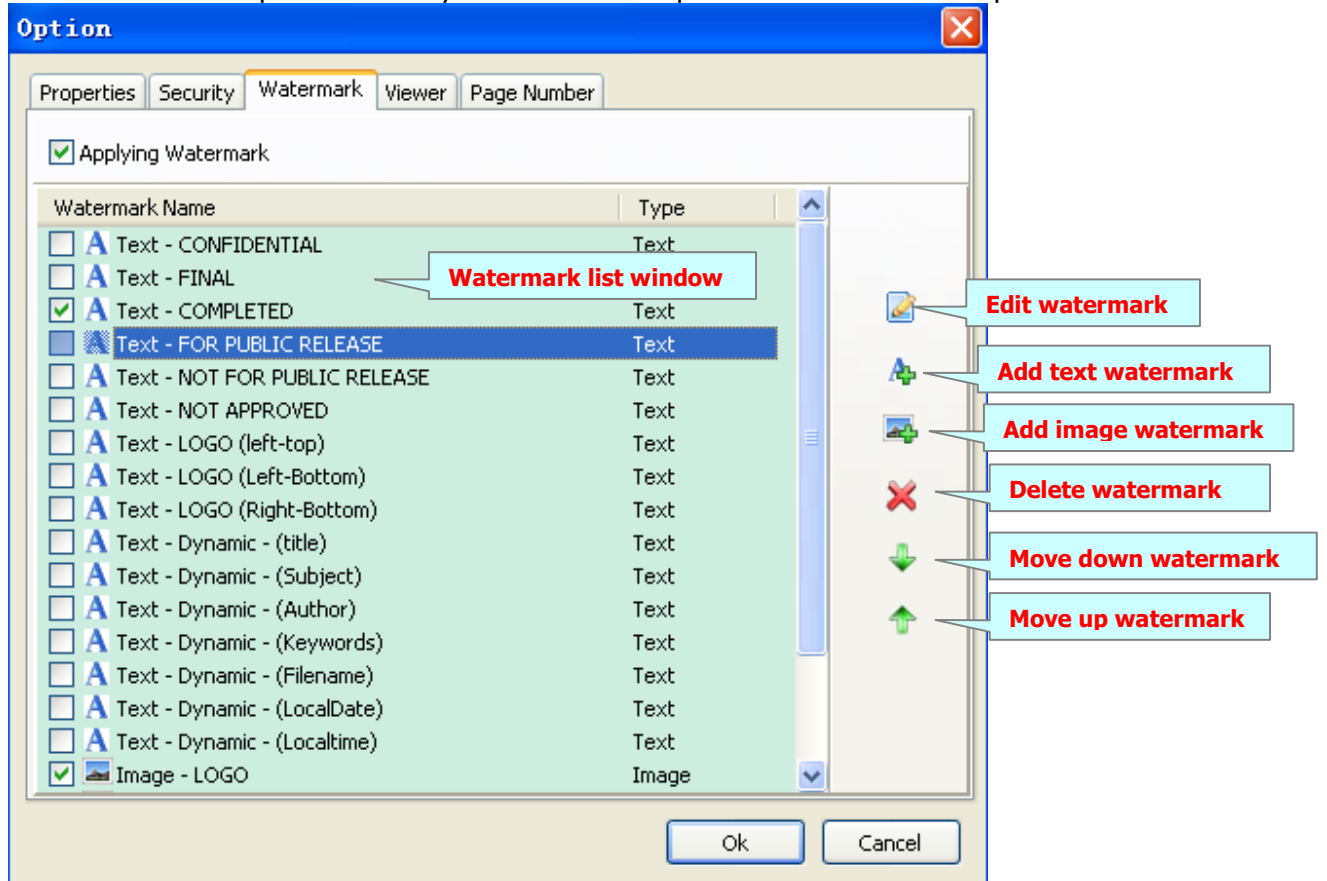 Option
Properties Security Watermark Viewer Page Number
Applying Watermark
Watermark Name Type
Text - CONFIDENTIAL Text
Text - FINAL
Watermark list window
Text - COMPLETED Text
Edit watermark
Text - FOR PUBLIC RELEASE Text
Text - NOT FOR PUBLIC RELEASE Text
Add text watermark
Text - NOT APPROVED Text
Text - LOGO (left-top) Text
Add image watermark
Text - LOGO (Left-Bottom) Text
Delete watermark
Text - LOGO (Right-Bottom) Text
Text - Dynamic - (title) Text
Move down watermark
Text - Dynamic - (Subject) Text
Text - Dynamic - (Author) Text
Move up watermark
Text - Dynamic - (Keywords) Text
Text - Dynamic - (Filename) Text
Text - Dynamic - (LocalDate) Text
Text - Dynamic - (Localtime) Text
Image - LOGO Image
Ok Cancel